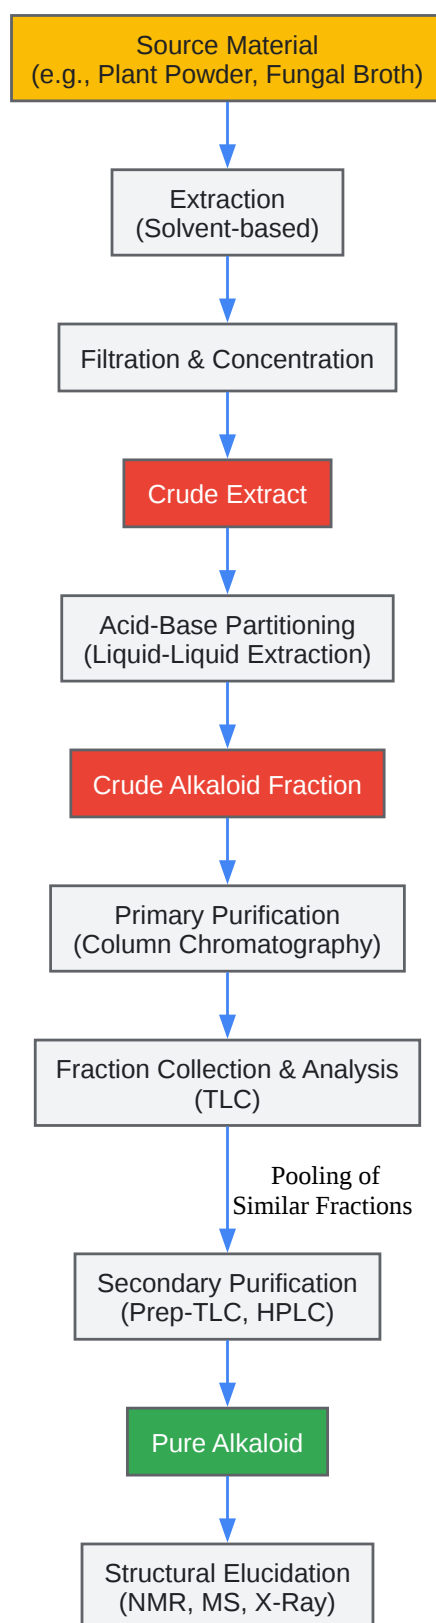 Source Material
(e.g., Plant Powder, Fungal Broth)
Extraction
(Solvent-based)
Filtration & Concentration
Crude Extract
Acid-Base Partitioning
(Liquid-Liquid Extraction)
Crude Alkaloid Fraction
Primary Purification
(Column Chromatography)
Fraction Collection & Analysis
(TLC)
Pooling of
Similar Fractions
Secondary Purification
(Prep-TLC, HPLC)
Pure Alkaloid
Structural Elucidation
(NMR, MS, X-Ray)